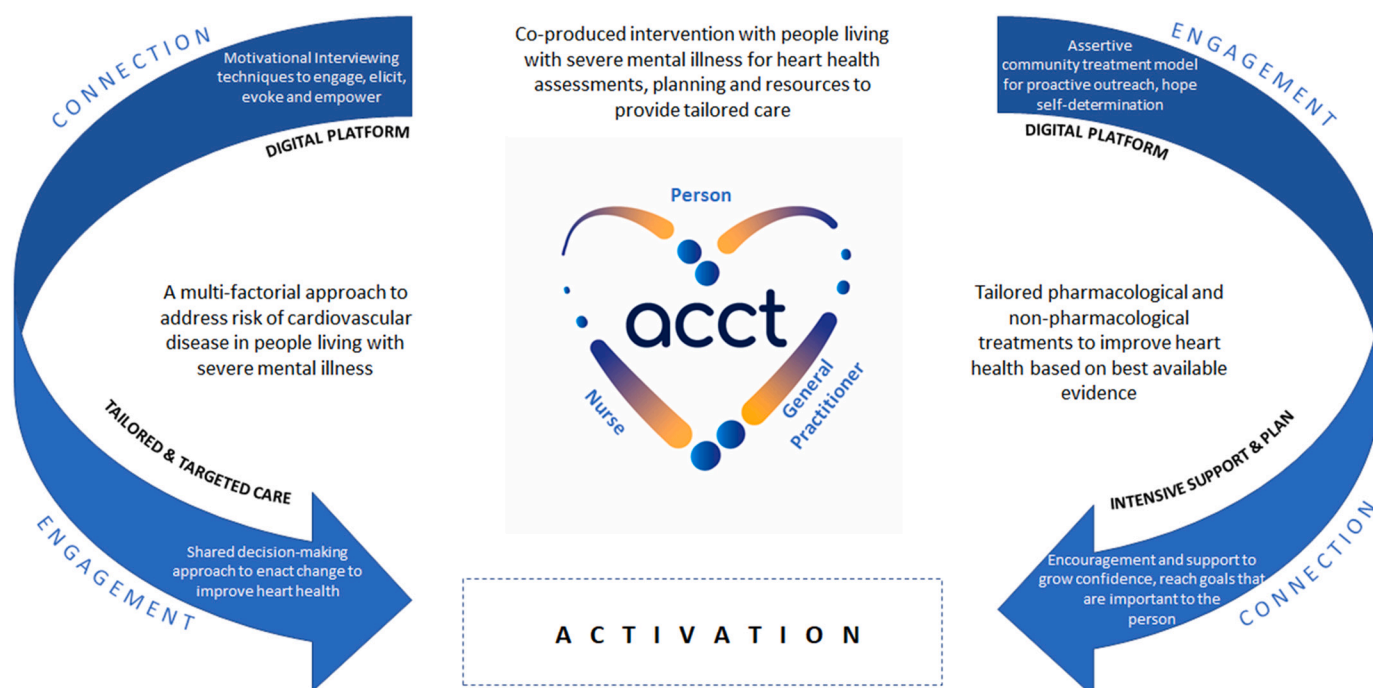 CONNECTION
Motivational Interviewing
techniques to engage, elicit,
evoke and empower
DIGITAL PLATFORM
Co-produced intervention with people living
with severe mental illness for heart health
assessments, planning and resources to
provide tailored care
ENGAGEMENT
Assertive
community treatment model
for proactive outreach, hope
self-determination
DIGITAL PLATFORM
Person
acct
Nurse
General
Practitioner
A multi-factorial approach to
address risk of cardiovascular
disease in people living with
severe mental illness
Tailored pharmacological and
non-pharmacological
treatments to improve heart
health based on best available
evidence
TAILORED & TARGETED CARE
ENGAGEMENT
Shared decision-making
approach to enact change to
improve heart health
INTENSIVE SUPPORT & PLAN
CONNECTION
Encouragement and support to
grow confidence, reach goals that
are important to the
person
ACTIVATION